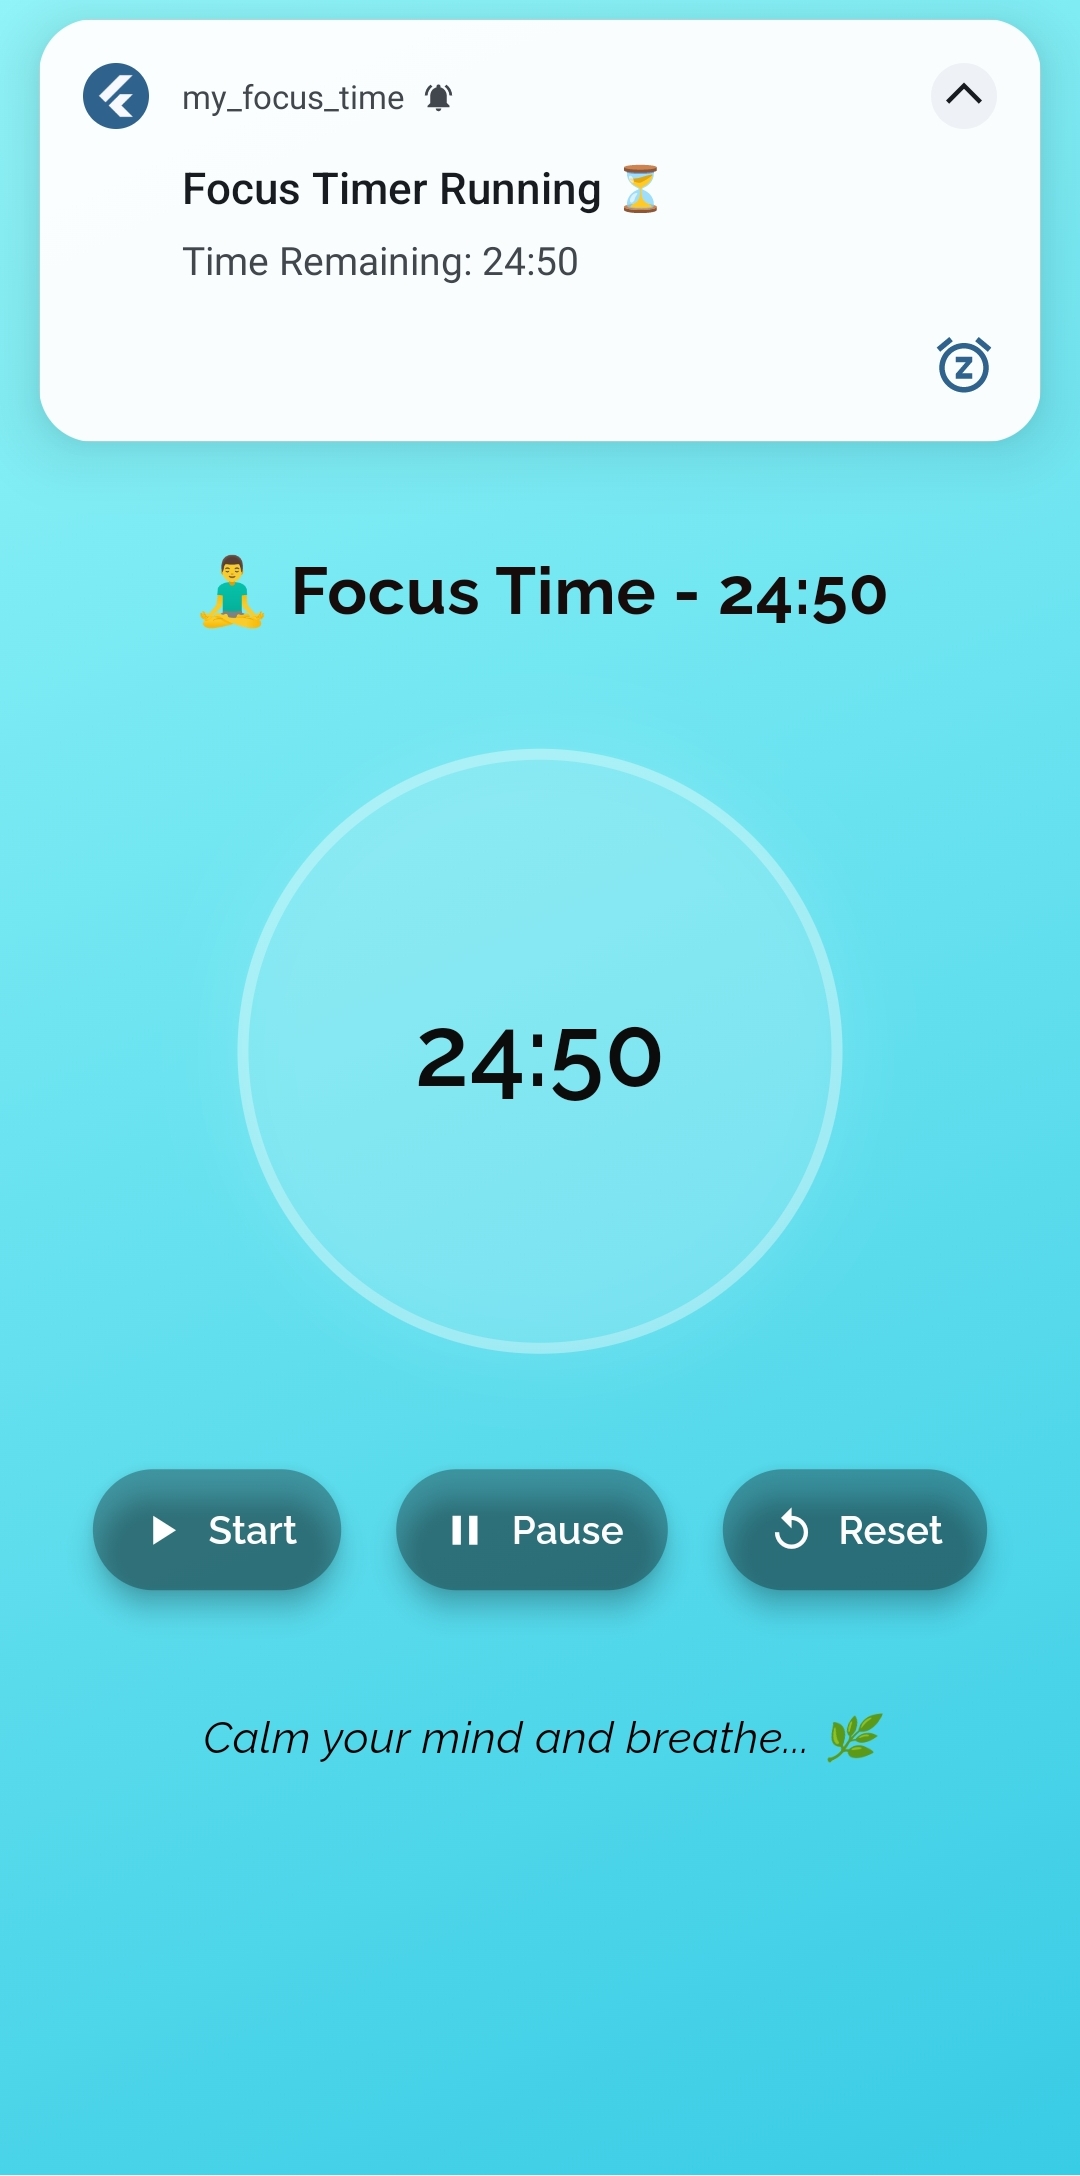 my_focus_time
Focus Timer Running ⏳
Time Remaining: 24:50
🧘‍♂️ Focus Time - 24:50
24:50
Start Pause Reset
Calm your mind and breathe... 🌿